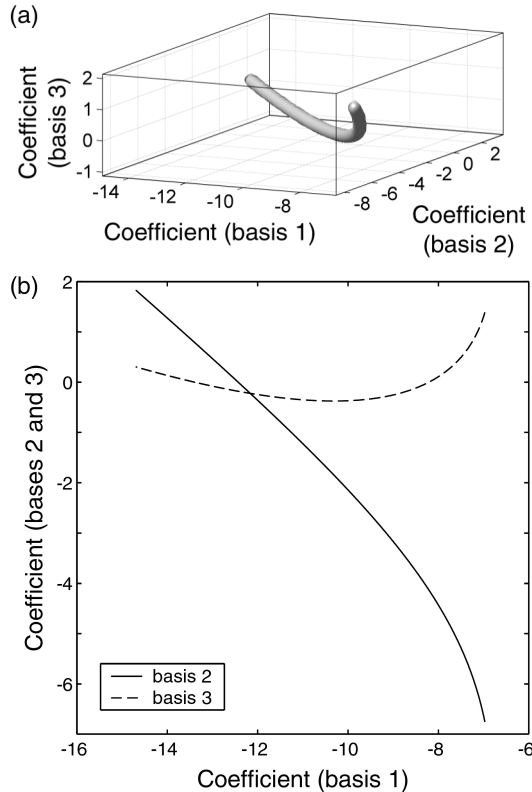 (a)
Coefficient
(basis 3)
2
1
0
-1
-14
-12
-10
-8
Coefficient (basis 1)
-8
-6
-4
-2
0
2
Coefficient
(basis 2)
(b)
Coefficient (bases 2 and 3)
2
0
-2
-4
-6
basis 2
basis 3
-16
-14
-12
-10
-8
-6
Coefficient (basis 1)